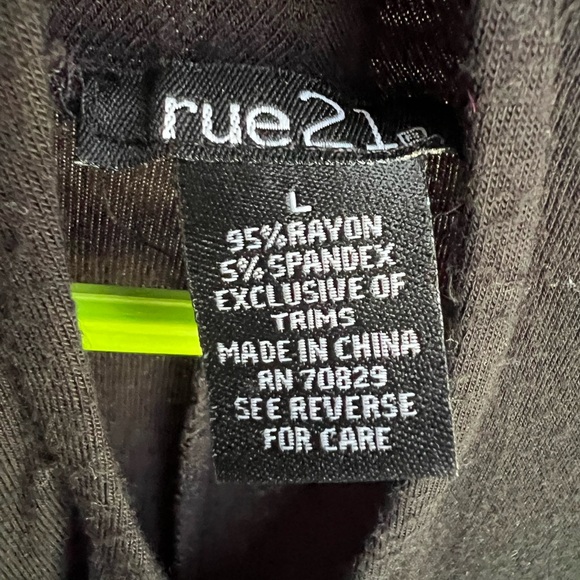 rue21
L
95%RAYON
5%SPANDEX
EXCLUSIVE OF
TRIMS
MADE IN CHINA
RN 70829
SEE REVERSE
FOR CARE